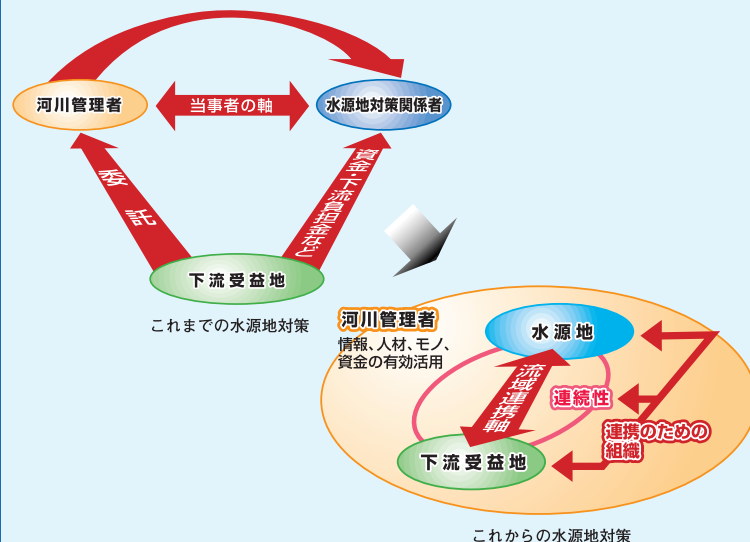 河川管理者
当事者の軸
水源地対策関係者
委託
資金・下流負担金など
下流受益地
これまでの水源地対策
河川管理者
情報、人材、モノ、
資金の有効活用
水源地
流域連携軸
連続性
連携のための
組織
下流受益地
これからの水源地対策